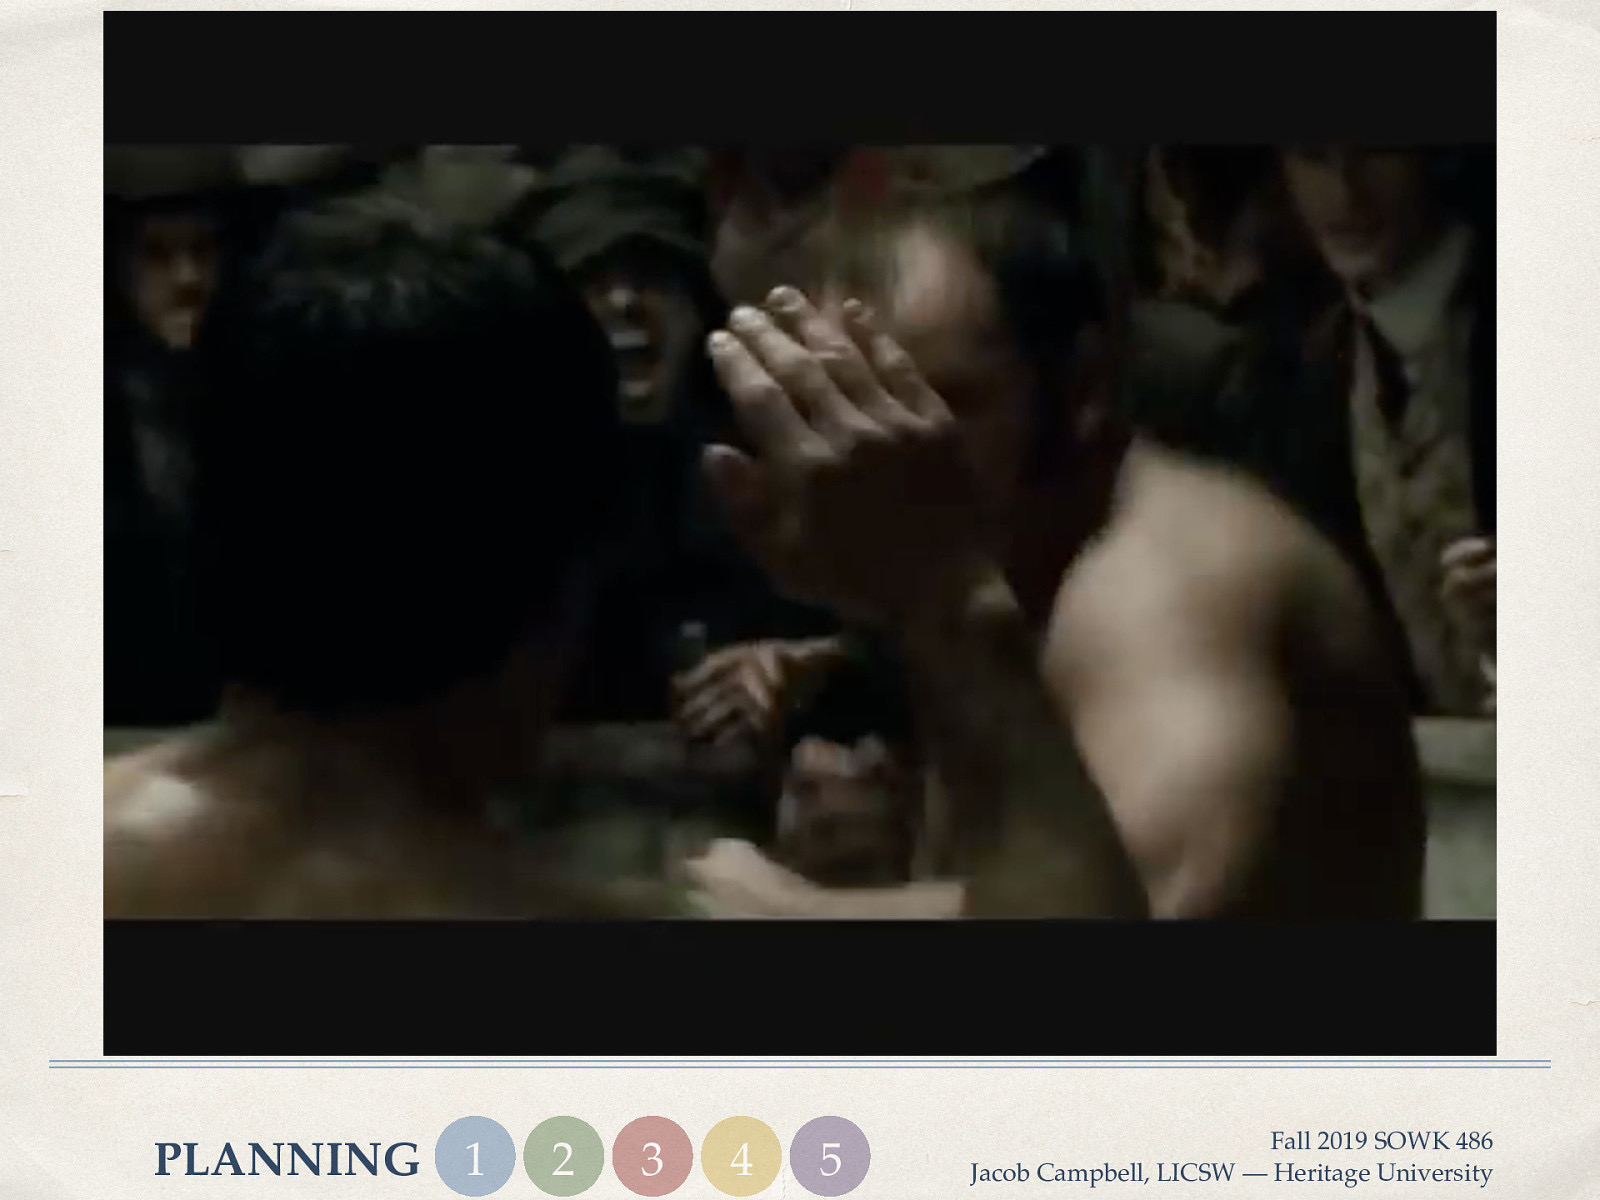 PLANNING 1 2 3 4 5
Fall 2019 SOWK 486
Jacob Campbell, LICSW — Heritage University